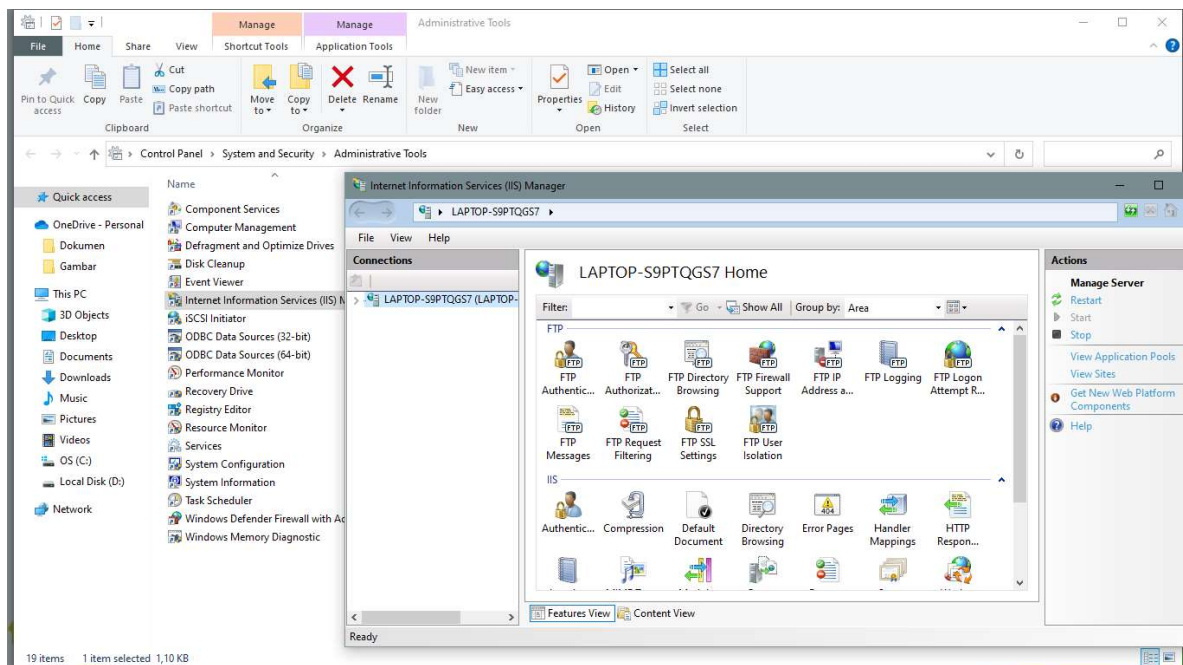 Manage
Manage
Administrative Tools
File
Home
Share
View
Shortcut Tools
Application Tools
Pin to Quick access
Copy
Paste
Cut
Copy path
Paste shortcut
Clipboard
Move to
Copy to
Delete
Rename
Organize
New folder
New item
Easy access
New
Properties
Open
Edit
History
Open
Select all
Select none
Invert selection
Select
Control Panel
System and Security
Administrative Tools
Quick access
OneDrive - Personal
Dokumen
Gambar
This PC
3D Objects
Desktop
Documents
Downloads
Music
Pictures
Videos
OS (C:)
Local Disk (D:)
Network
Name
Component Services
Computer Management
Defragment and Optimize Drives
Disk Cleanup
Event Viewer
Internet Information Services (IIS) M
iSCSI Initiator
ODBC Data Sources (32-bit)
ODBC Data Sources (64-bit)
Performance Monitor
Recovery Drive
Registry Editor
Resource Monitor
Services
System Configuration
System Information
Task Scheduler
Windows Defender Firewall with Ac
Windows Memory Diagnostic
Internet Information Services (IIS) Manager
LAPTOP-S9PTQGS7
File
View
Help
Connections
LAPTOP-S9PTQGS7 (LAPTOP-
LAPTOP-S9PTQGS7 Home
Filter:
Go
Show All
Group by:
Area
FTP
FTP Authentic...
FTP Authorizat...
FTP Directory Browsing
FTP Firewall Support
FTP IP Address a...
FTP Logging
FTP Logon Attempt R...
FTP Messages
FTP Request Filtering
FTP SSL Settings
FTP User Isolation
IIS
Authentic...
Compression
Default Document
Directory Browsing
Error Pages
Handler Mappings
HTTP Respon...
Features View
Content View
Ready
Actions
Manage Server
Restart
Start
Stop
View Application Pools
View Sites
Get New Web Platform
Components
Help
19 items
1 item selected 1,10 KB